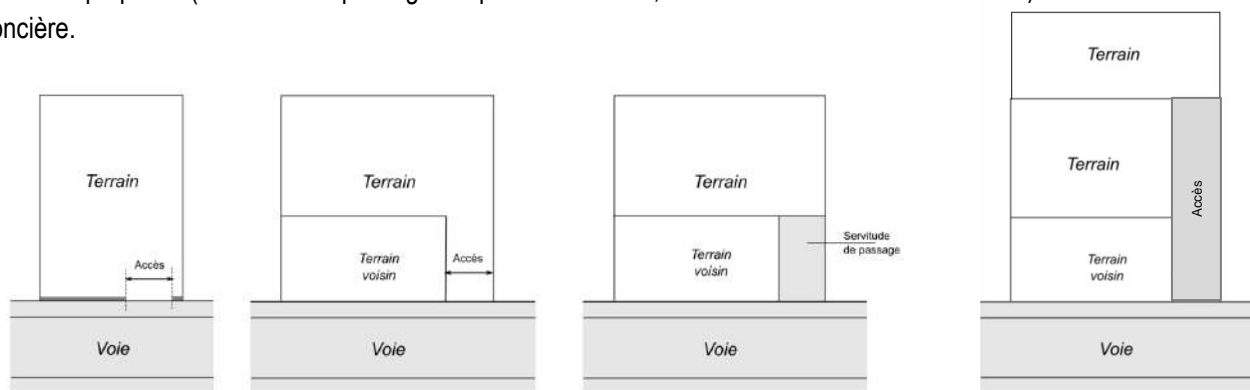 oncière.
Terrain
Accès
Voie
Terrain
Terrain
voisin
Accès
Voie
Terrain
Terrain
voisin
Servitude
de passage
Voie
Terrain
Terrain
Terrain
voisin
Accès
Voie